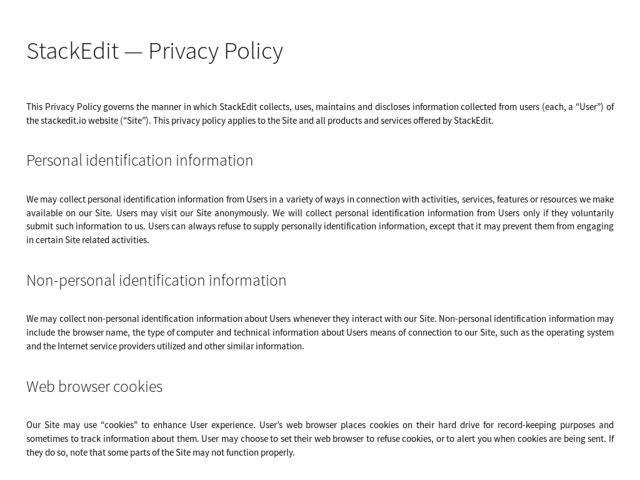 StackEdit — Privacy Policy
This Privacy Policy governs the manner in which StackEdit collects, uses, maintains and discloses information collected from users (each, a “User”) of
the stackedit.io website (“Site”). This privacy policy applies to the Site and all products and services offered by StackEdit.
Personal identification information
We may collect personal identification information from Users in a variety of ways in connection with activities, services, features or resources we make
available on our Site. Users may visit our Site anonymously. We will collect personal identification information from Users only if they voluntarily
submit such information to us. Users can always refuse to supply personally identification information, except that it may prevent them from engaging
in certain Site related activities.
Non-personal identification information
We may collect non-personal identification information about Users whenever they interact with our Site. Non-personal identification information may
include the browser name, the type of computer and technical information about Users means of connection to our Site, such as the operating system
and the Internet service providers utilized and other similar information.
Web browser cookies
Our Site may use “cookies” to enhance User experience. User’s web browser places cookies on their hard drive for record-keeping purposes and
sometimes to track information about them. User may choose to set their web browser to refuse cookies, or to alert you when cookies are being sent. If
they do so, note that some parts of the Site may not function properly.